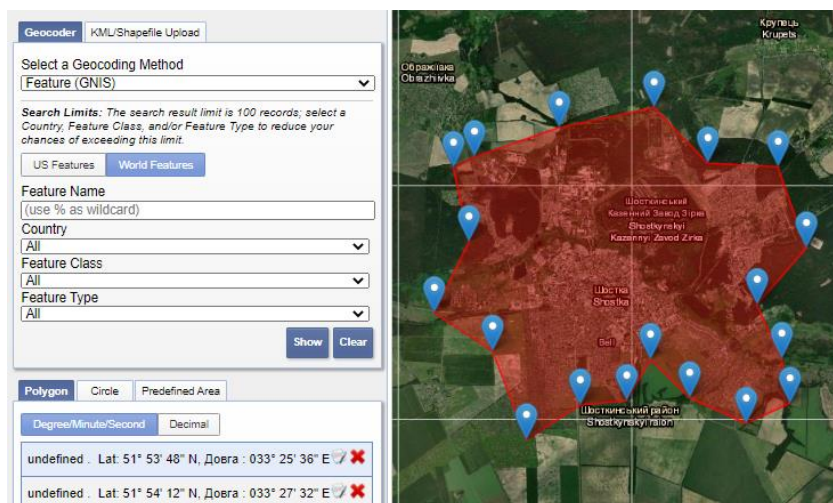 Geocoder
KML/Shapefile Upload
Select a Geocoding Method
Feature (GNIS)
Search Limits: The search result limit is 100 records; select a
Country, Feature Class, and/or Feature Type to reduce your
chances of exceeding this limit.
US Features
World Features
Feature Name
(use % as wildcard)
Country
All
Feature Class
All
Feature Type
All
Show
Clear
Polygon
Circle
Predefined Area
Degree/Minute/Second
Decimal
undefined . Lat: 51° 53' 48" N, Довга : 033° 25' 36" E
undefined . Lat: 51° 54' 12" N, Довга : 033° 27' 32" E
Крупець
Krupets
Ображіївка
Obrazhiivka
Шосткинський
Казенний Завод Зірка
Shostkynskyi
Kazennyi Zavod Zirka
Шостка
Shostka
Шосткинський район
Shostkynskyi raion